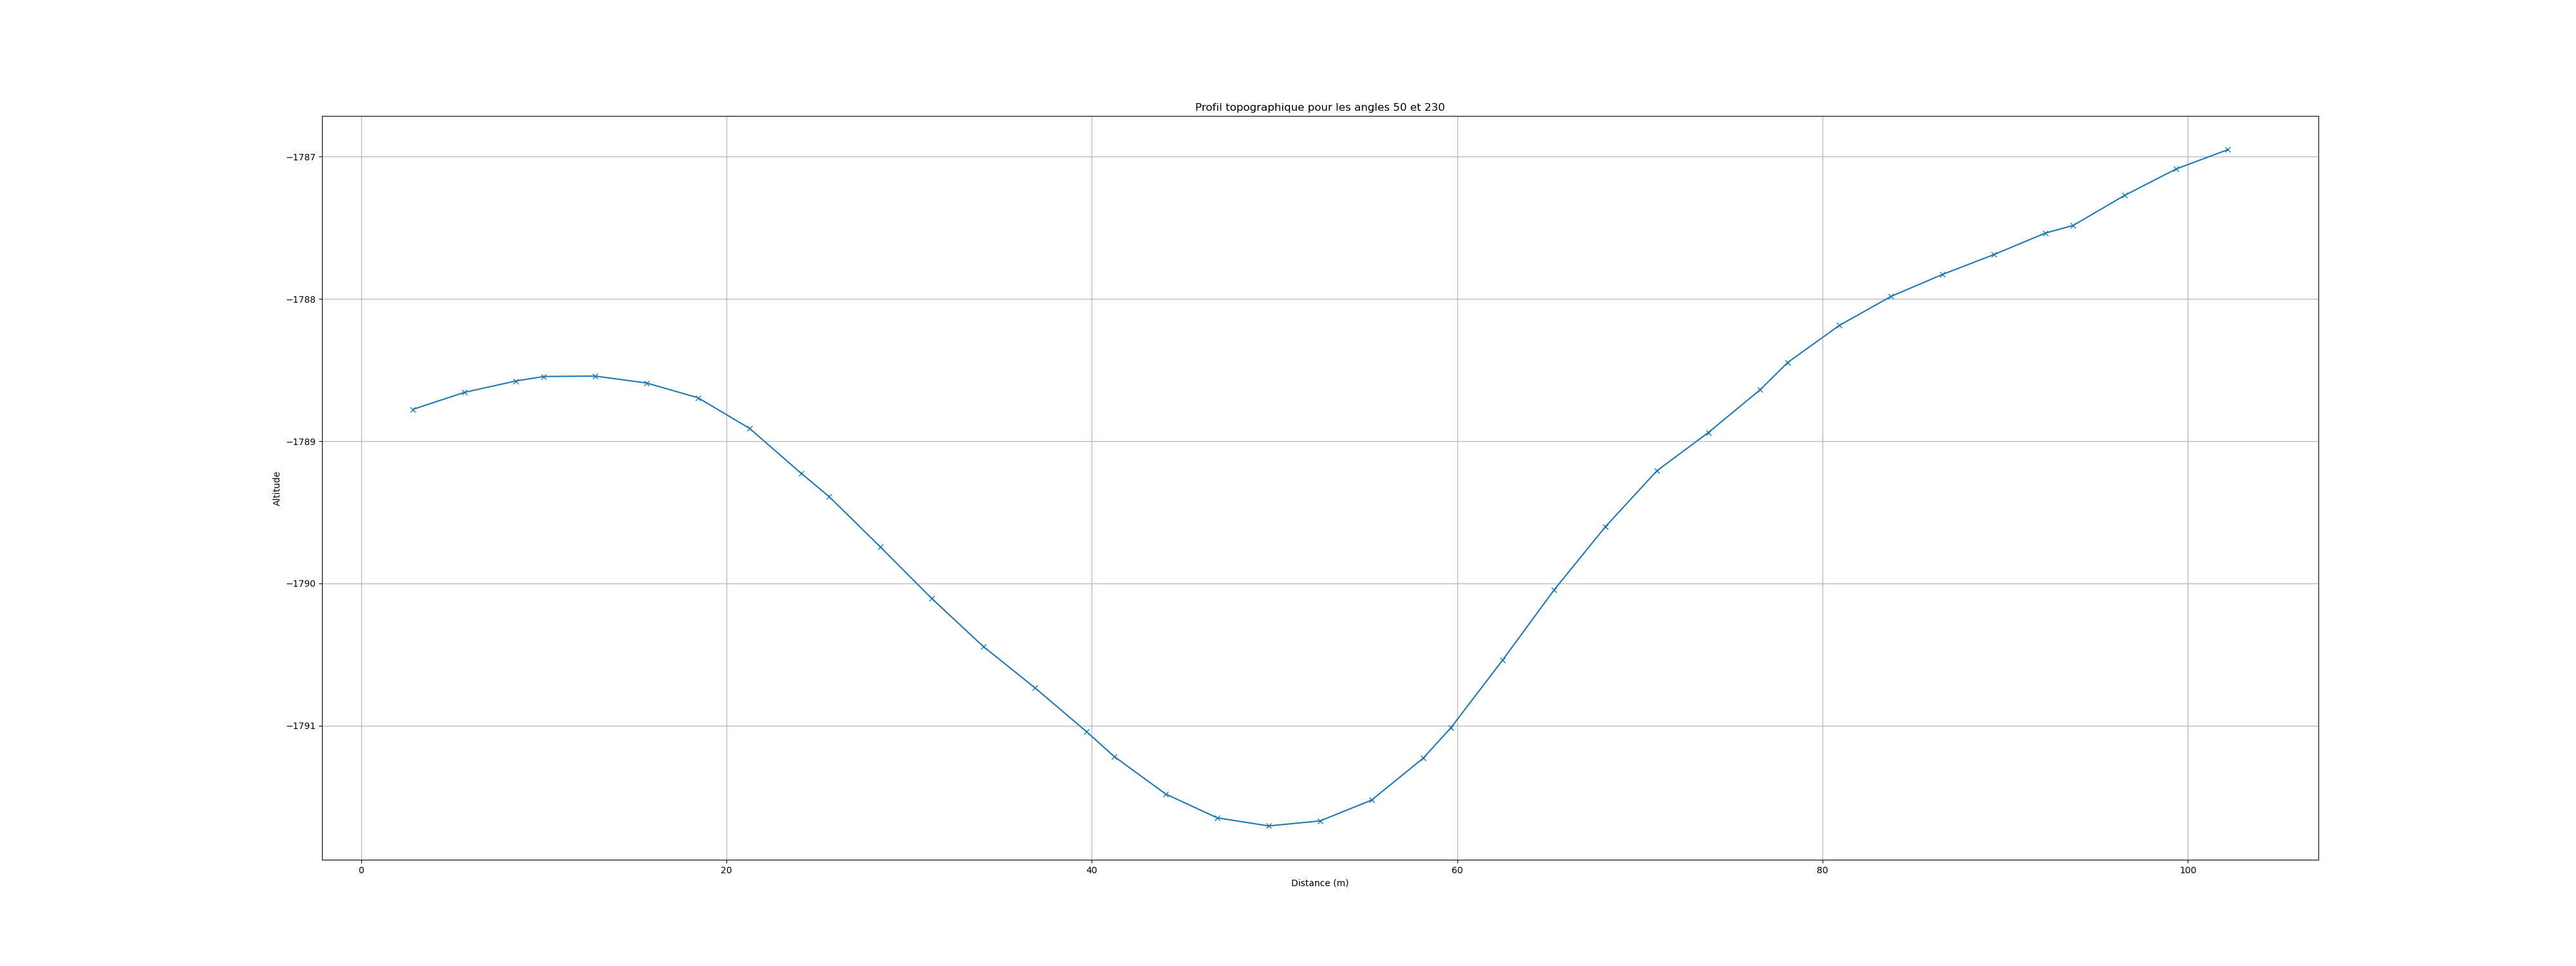 Profil topographique pour les angles 50 et 230
−1787
−1788
−1789
−1790
−1791
Altitude
0 20 40 60 80 100
Distance (m)